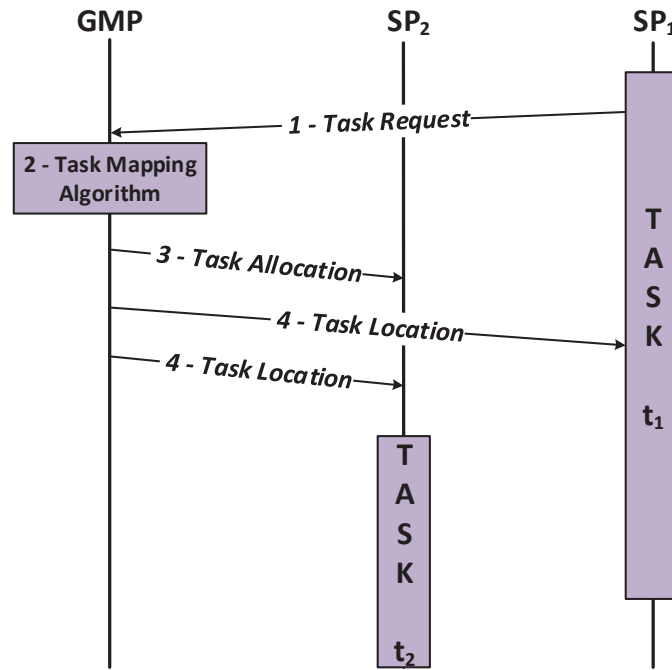 GMP
SP₂
SP₁
1 - Task Request
2 - Task Mapping
Algorithm
3 - Task Allocation
4 - Task Location
4 - Task Location
T
A
S
K
t₁
T
A
S
K
t₂